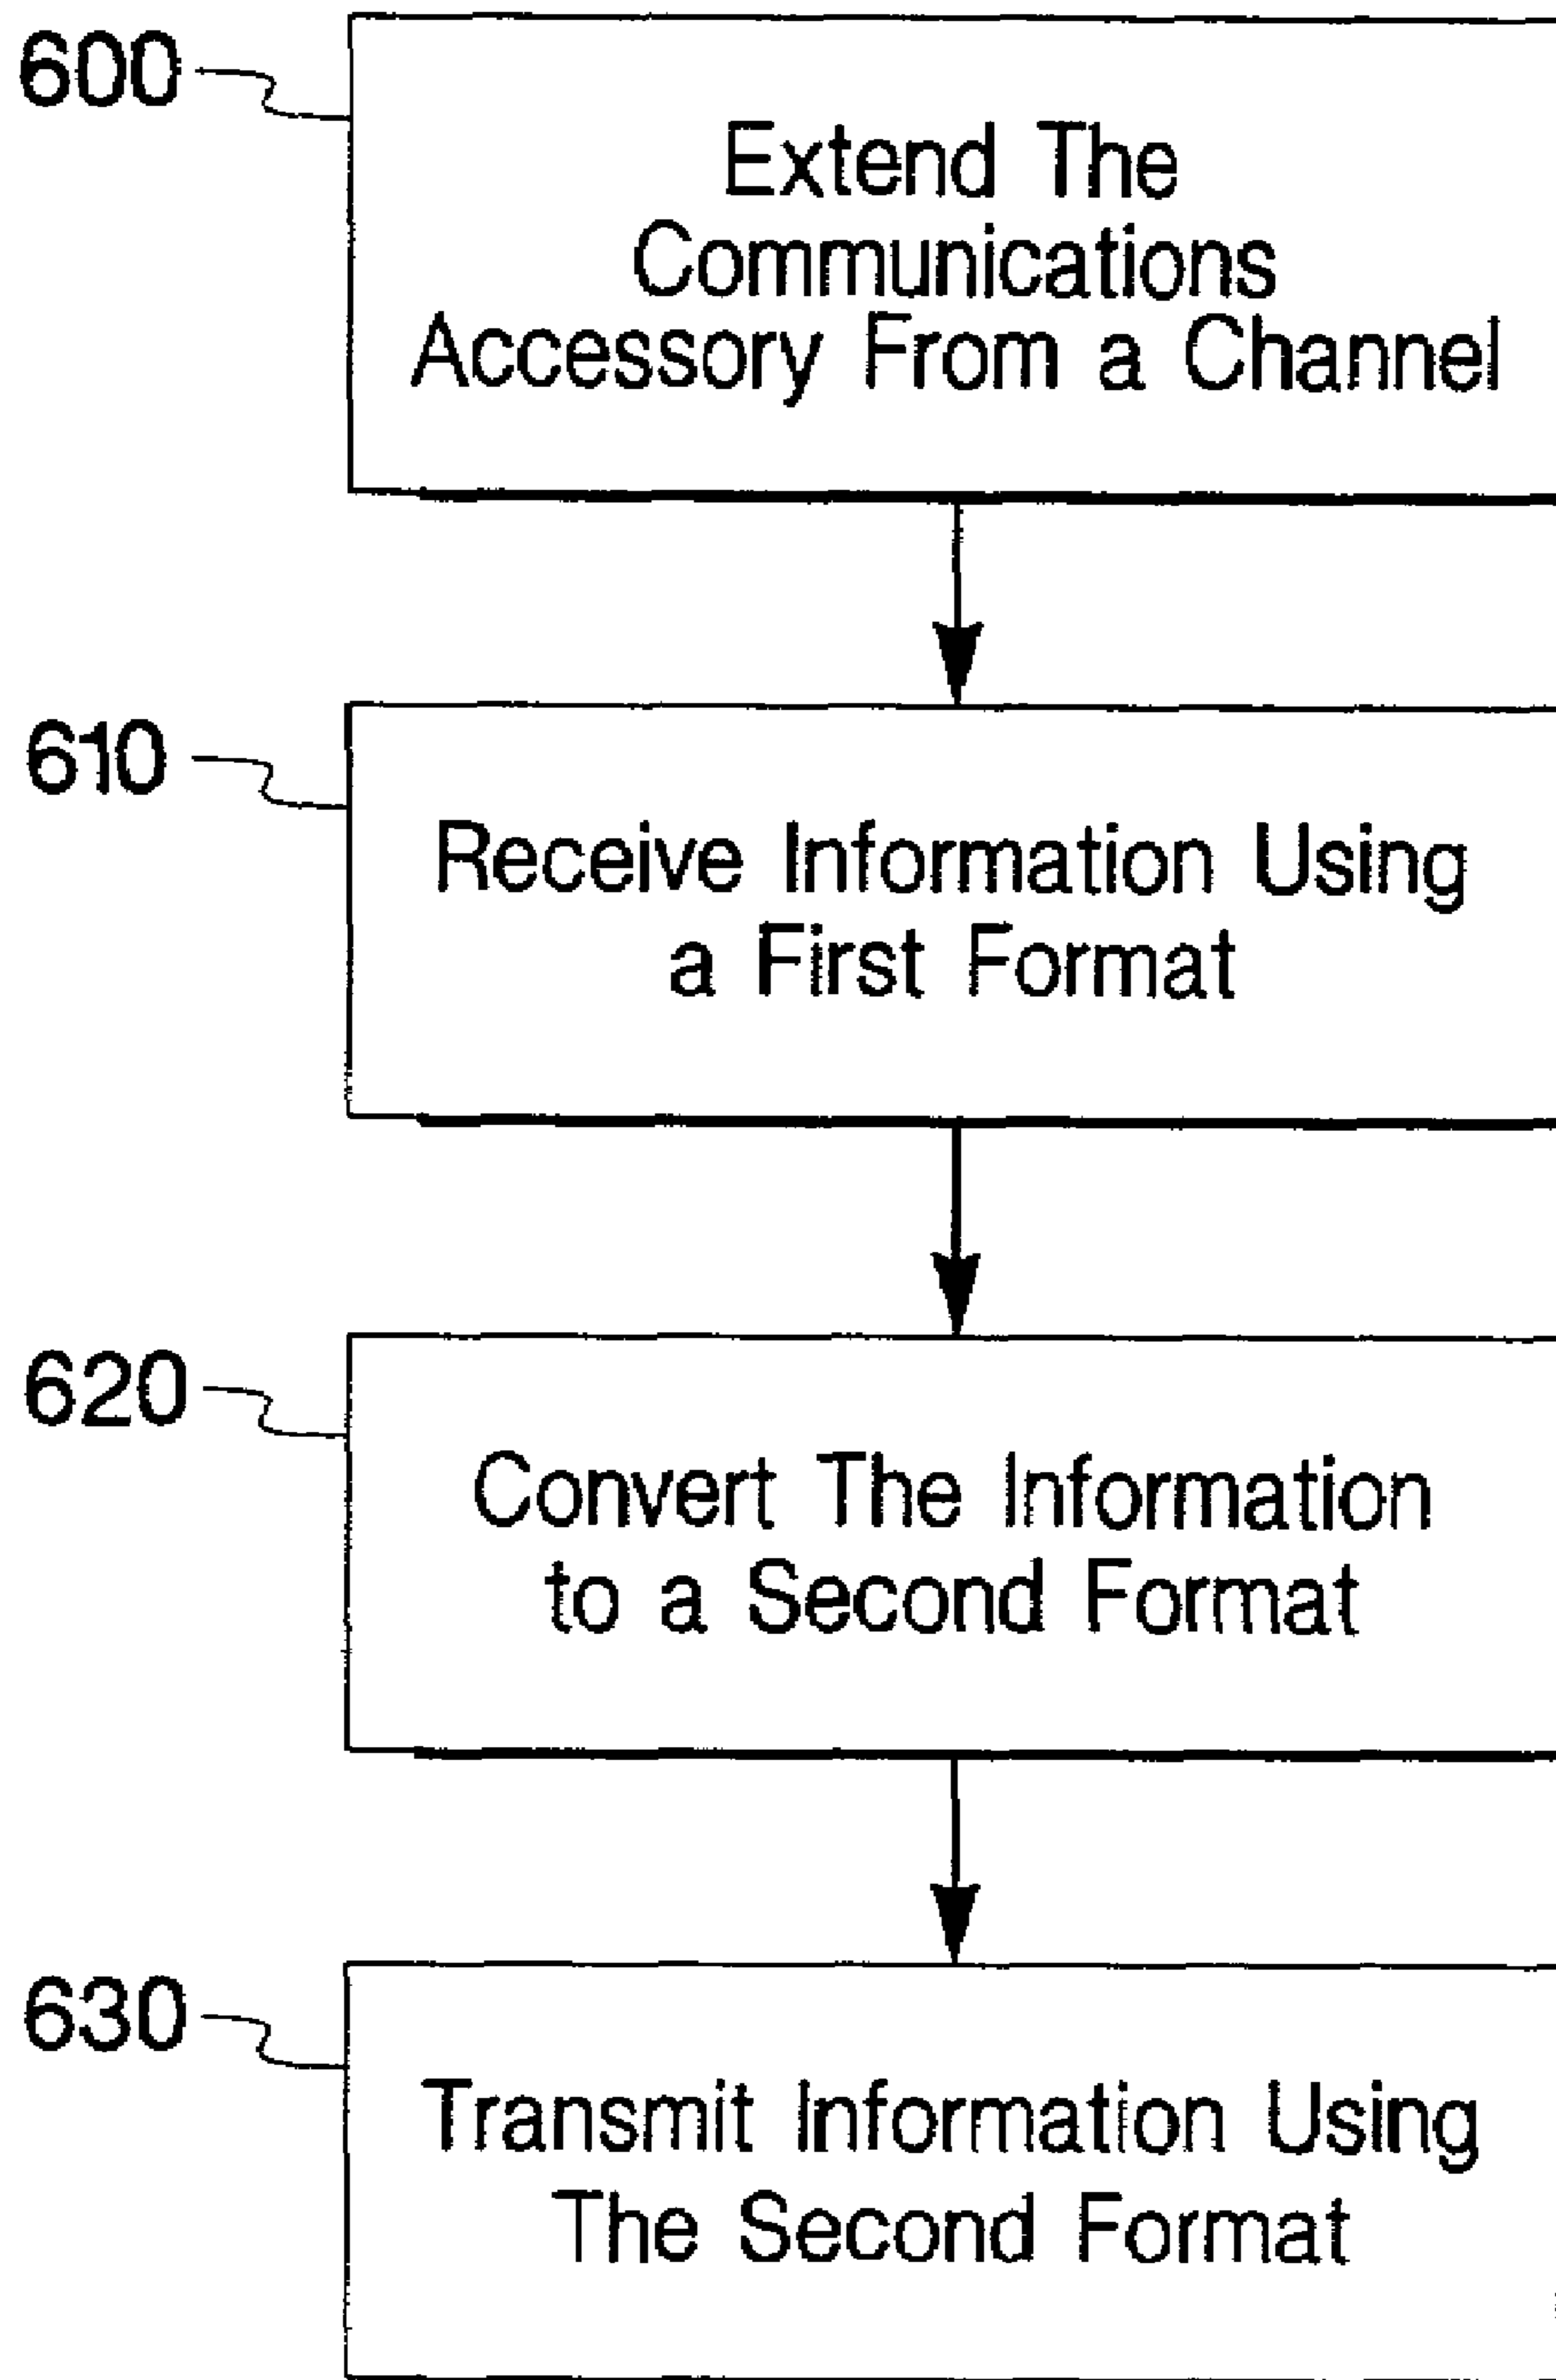 600
Extend The
Communications
Accessory From a Channel
610
Receive Information Using
a First Format
620
Convert The Information
to a Second Format
630
Transmit Information Using
The Second Format